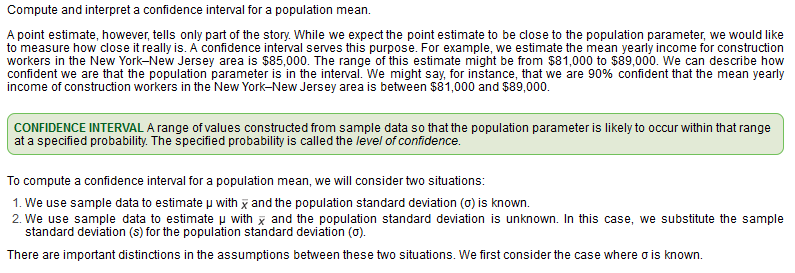 Compute and interpret a confidence interval for a population mean.
A point estimate, however, tells only part of the story. While we expect the point estimate to be close to the population parameter, we would like
to measure how close it really is. A confidence interval serves this purpose. For example, we estimate the mean yearly income for construction
workers in the New York–New Jersey area is $85,000. The range of this estimate might be from $81,000 to $89,000. We can describe how
confident we are that the population parameter is in the interval. We might say, for instance, that we are 90% confident that the mean yearly
income of construction workers in the New York–New Jersey area is between $81,000 and $89,000.
CONFIDENCE INTERVAL A range of values constructed from sample data so that the population parameter is likely to occur within that range
at a specified probability. The specified probability is called the level of confidence.
To compute a confidence interval for a population mean, we will consider two situations:
1. We use sample data to estimate μ with x̅ and the population standard deviation (σ) is known.
2. We use sample data to estimate μ with x̅ and the population standard deviation is unknown. In this case, we substitute the sample
standard deviation (s) for the population standard deviation (σ).
There are important distinctions in the assumptions between these two situations. We first consider the case where σ is known.